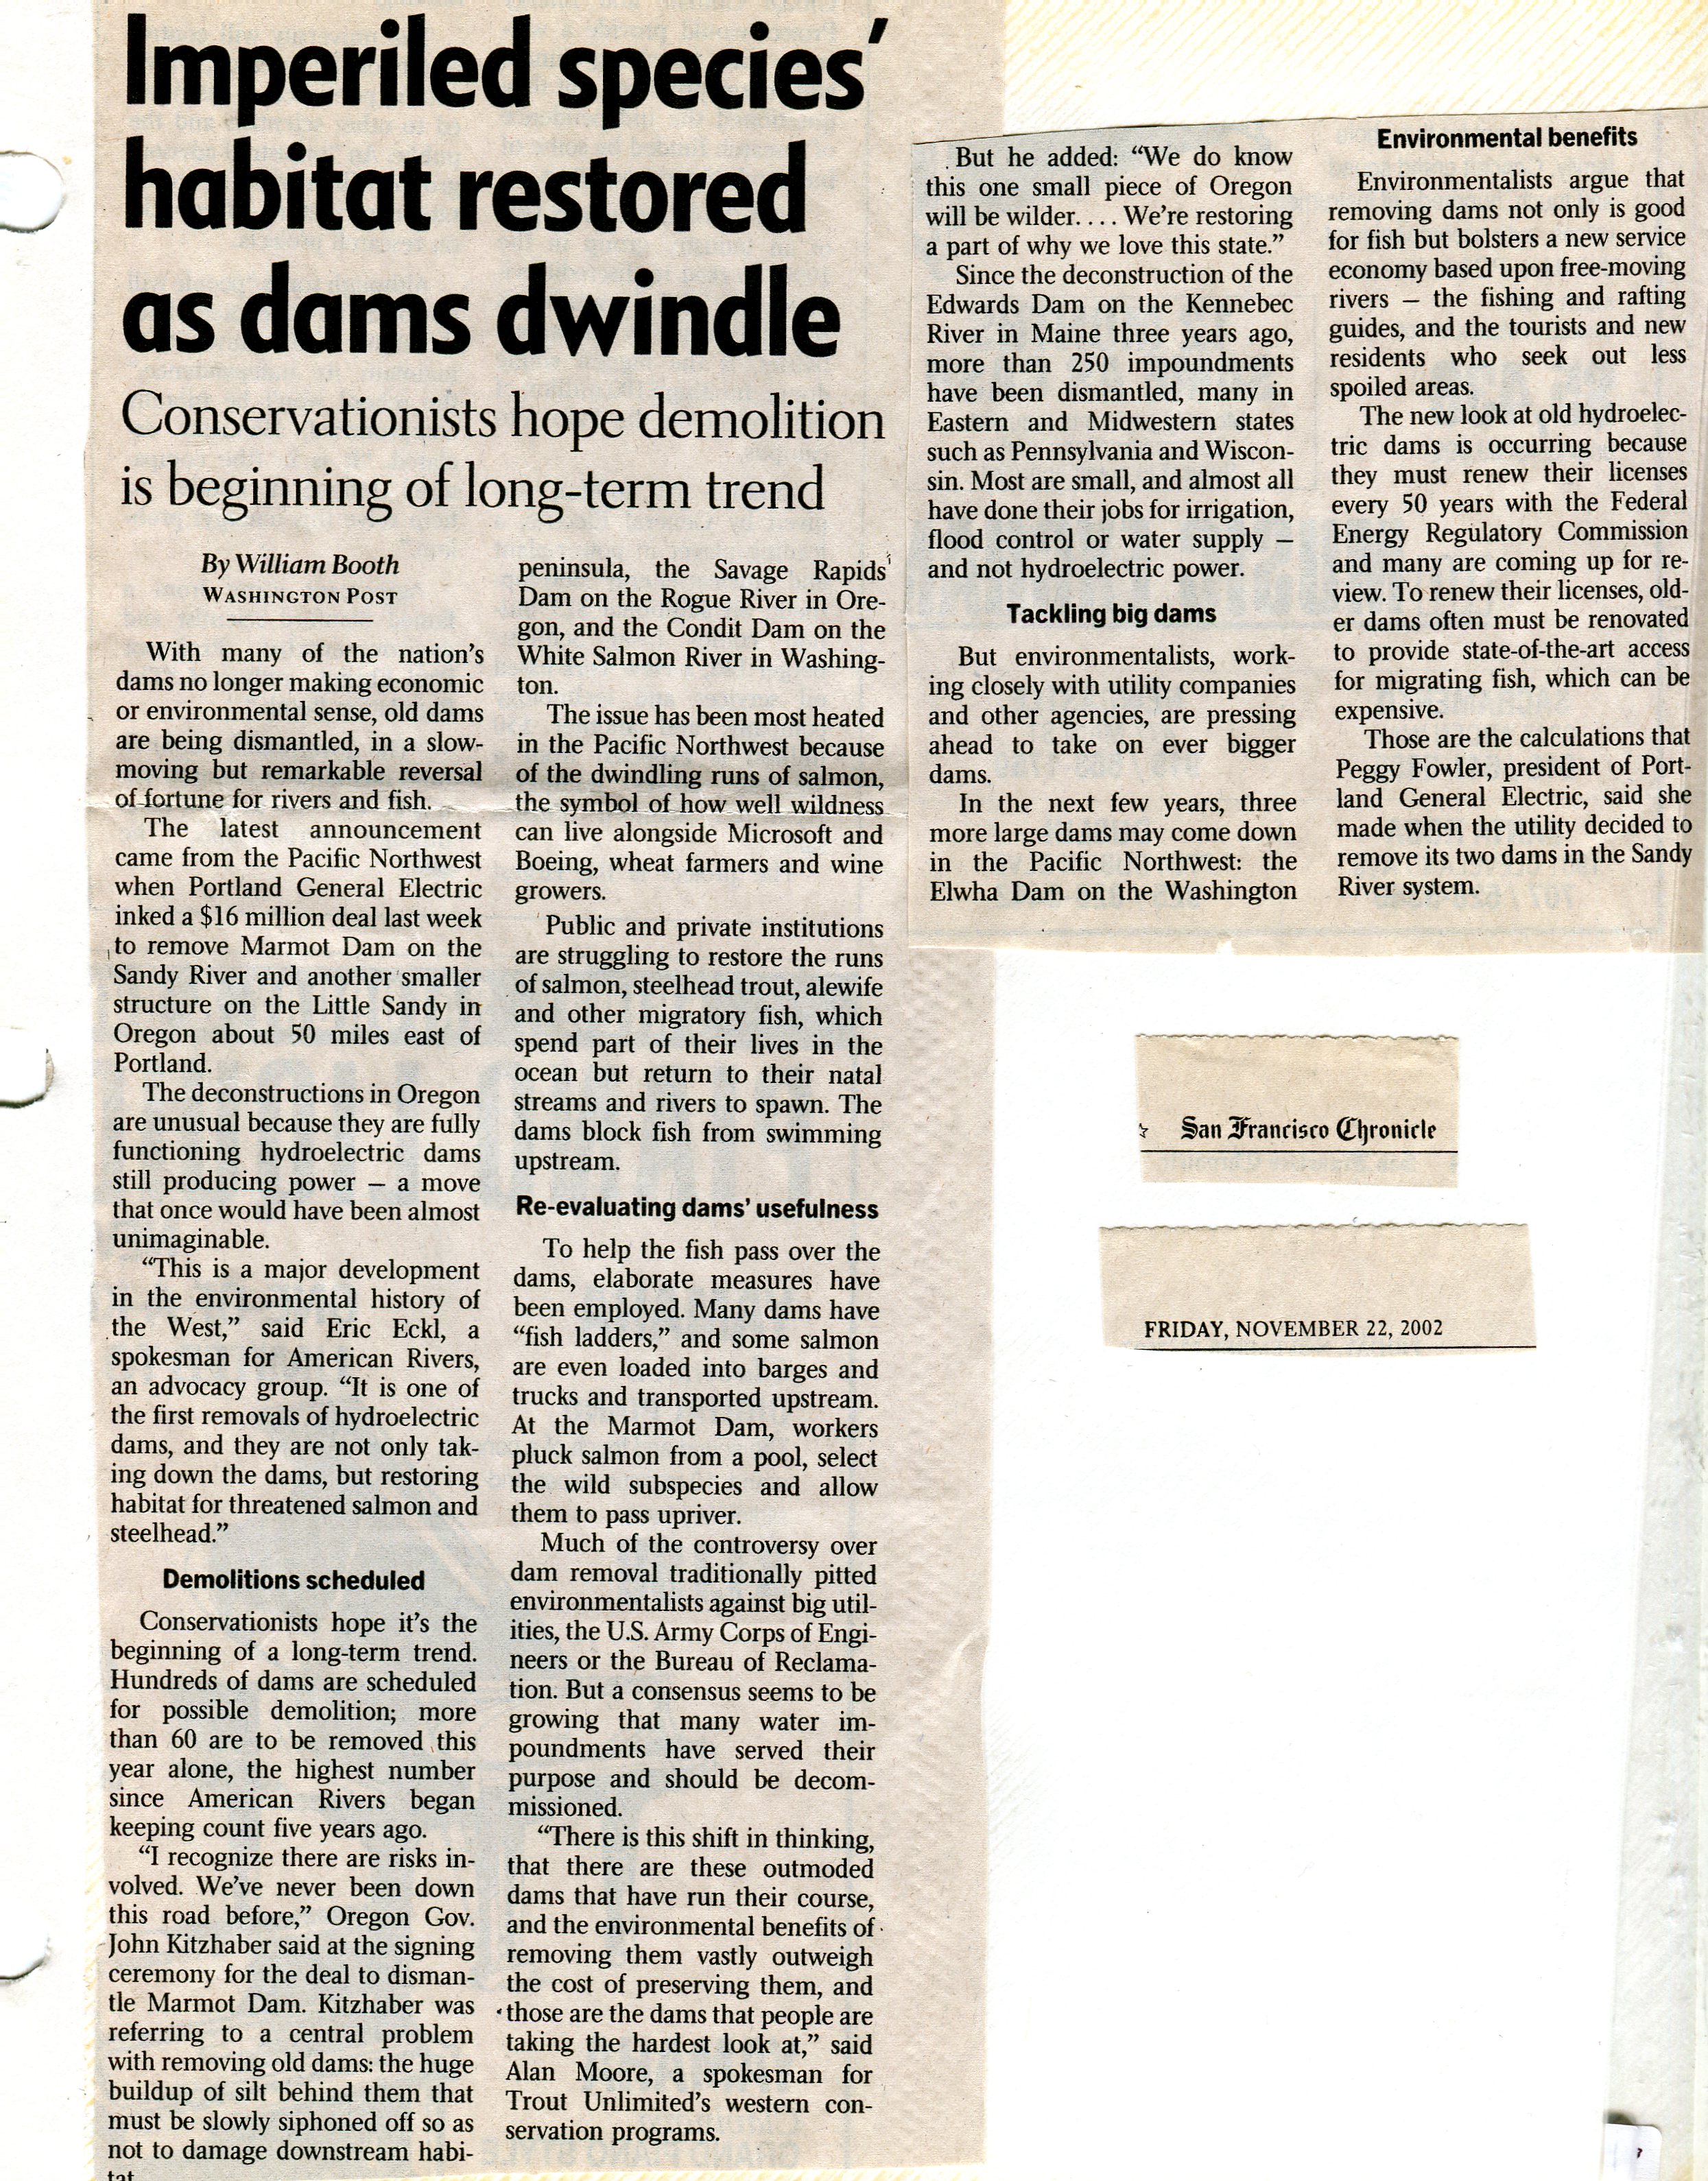 Imperiled species'
habitat restored
as dams dwindle
Conservationists hope demolition
is beginning of long-term trend
By William Booth
WASHINGTON POST
With many of the nation's
dams no longer making economic
or environmental sense, old dams
are being dismantled, in a slow-
moving but remarkable reversal
of fortune for rivers and fish.
The latest announcement
came from the Pacific Northwest
when Portland General Electric
inked a $16 million deal last week
to remove Marmot Dam on the
Sandy River and another smaller
structure on the Little Sandy in
Oregon about 50 miles east of
Portland.
The deconstructions in Oregon
are unusual because they are fully
functioning hydroelectric dams
still producing power — a move
that once would have been almost
unimaginable.
“This is a major development
in the environmental history of
the West,” said Eric Eckl, a
spokesman for American Rivers,
an advocacy group. “It is one of
the first removals of hydroelectric
dams, and they are not only tak-
ing down the dams, but restoring
habitat for threatened salmon and
steelhead.”
Demolitions scheduled
Conservationists hope it's the
beginning of a long-term trend.
Hundreds of dams are scheduled
for possible demolition; more
than 60 are to be removed this
year alone, the highest number
since American Rivers began
keeping count five years ago.
“I recognize there are risks in-
volved. We've never been down
this road before,” Oregon Gov.
John Kitzhaber said at the signing
ceremony for the deal to disman-
tle Marmot Dam. Kitzhaber was
referring to a central problem
with removing old dams: the huge
buildup of silt behind them that
must be slowly siphoned off so as
not to damage downstream habi-
tat.
But he added: “We do know
this one small piece of Oregon
will be wilder. . . . We're restoring
a part of why we love this state.”
Since the deconstruction of the
Edwards Dam on the Kennebec
River in Maine three years ago,
more than 250 impoundments
have been dismantled, many in
Eastern and Midwestern states
such as Pennsylvania and Wiscon-
sin. Most are small, and almost all
have done their jobs for irrigation,
flood control or water supply —
and not hydroelectric power.
Tackling big dams
But environmentalists, work-
ing closely with utility companies
and other agencies, are pressing
ahead to take on ever bigger
dams.
In the next few years, three
more large dams may come down
in the Pacific Northwest: the
Elwha Dam on the Washington
peninsula, the Savage Rapids
Dam on the Rogue River in Ore-
gon, and the Condit Dam on the
White Salmon River in Washing-
ton.
The issue has been most heated
in the Pacific Northwest because
of the dwindling runs of salmon,
the symbol of how well wildness
can live alongside Microsoft and
Boeing, wheat farmers and wine
growers.
Public and private institutions
are struggling to restore the runs
of salmon, steelhead trout, alewife
and other migratory fish, which
spend part of their lives in the
ocean but return to their natal
streams and rivers to spawn. The
dams block fish from swimming
upstream.
Re-evaluating dams' usefulness
To help the fish pass over the
dams, elaborate measures have
been employed. Many dams have
“fish ladders,” and some salmon
are even loaded into barges and
trucks and transported upstream.
At the Marmot Dam, workers
pluck salmon from a pool, select
the wild subspecies and allow
them to pass upriver.
Much of the controversy over
dam removal traditionally pitted
environmentalists against big util-
ities, the U.S. Army Corps of Engi-
neers or the Bureau of Reclama-
tion. But a consensus seems to be
growing that many water im-
poundments have served their
purpose and should be decom-
missioned.
“There is this shift in thinking,
that there are these outmoded
dams that have run their course,
and the environmental benefits of
removing them vastly outweigh
the cost of preserving them, and
those are the dams that people are
taking the hardest look at,” said
Alan Moore, a spokesman for
Trout Unlimited's western con-
servation programs.
Environmental benefits
Environmentalists argue that
removing dams not only is good
for fish but bolsters a new service
economy based upon free-moving
rivers — the fishing and rafting
guides, and the tourists and new
residents who seek out less
spoiled areas.
The new look at old hydroelec-
tric dams is occurring because
they must renew their licenses
every 50 years with the Federal
Energy Regulatory Commission
and many are coming up for re-
view. To renew their licenses, old-
er dams often must be renovated
to provide state-of-the-art access
for migrating fish, which can be
expensive.
Those are the calculations that
Peggy Fowler, president of Port-
land General Electric, said she
made when the utility decided to
remove its two dams in the Sandy
River system.
San Francisco Chronicle
FRIDAY, NOVEMBER 22, 2002